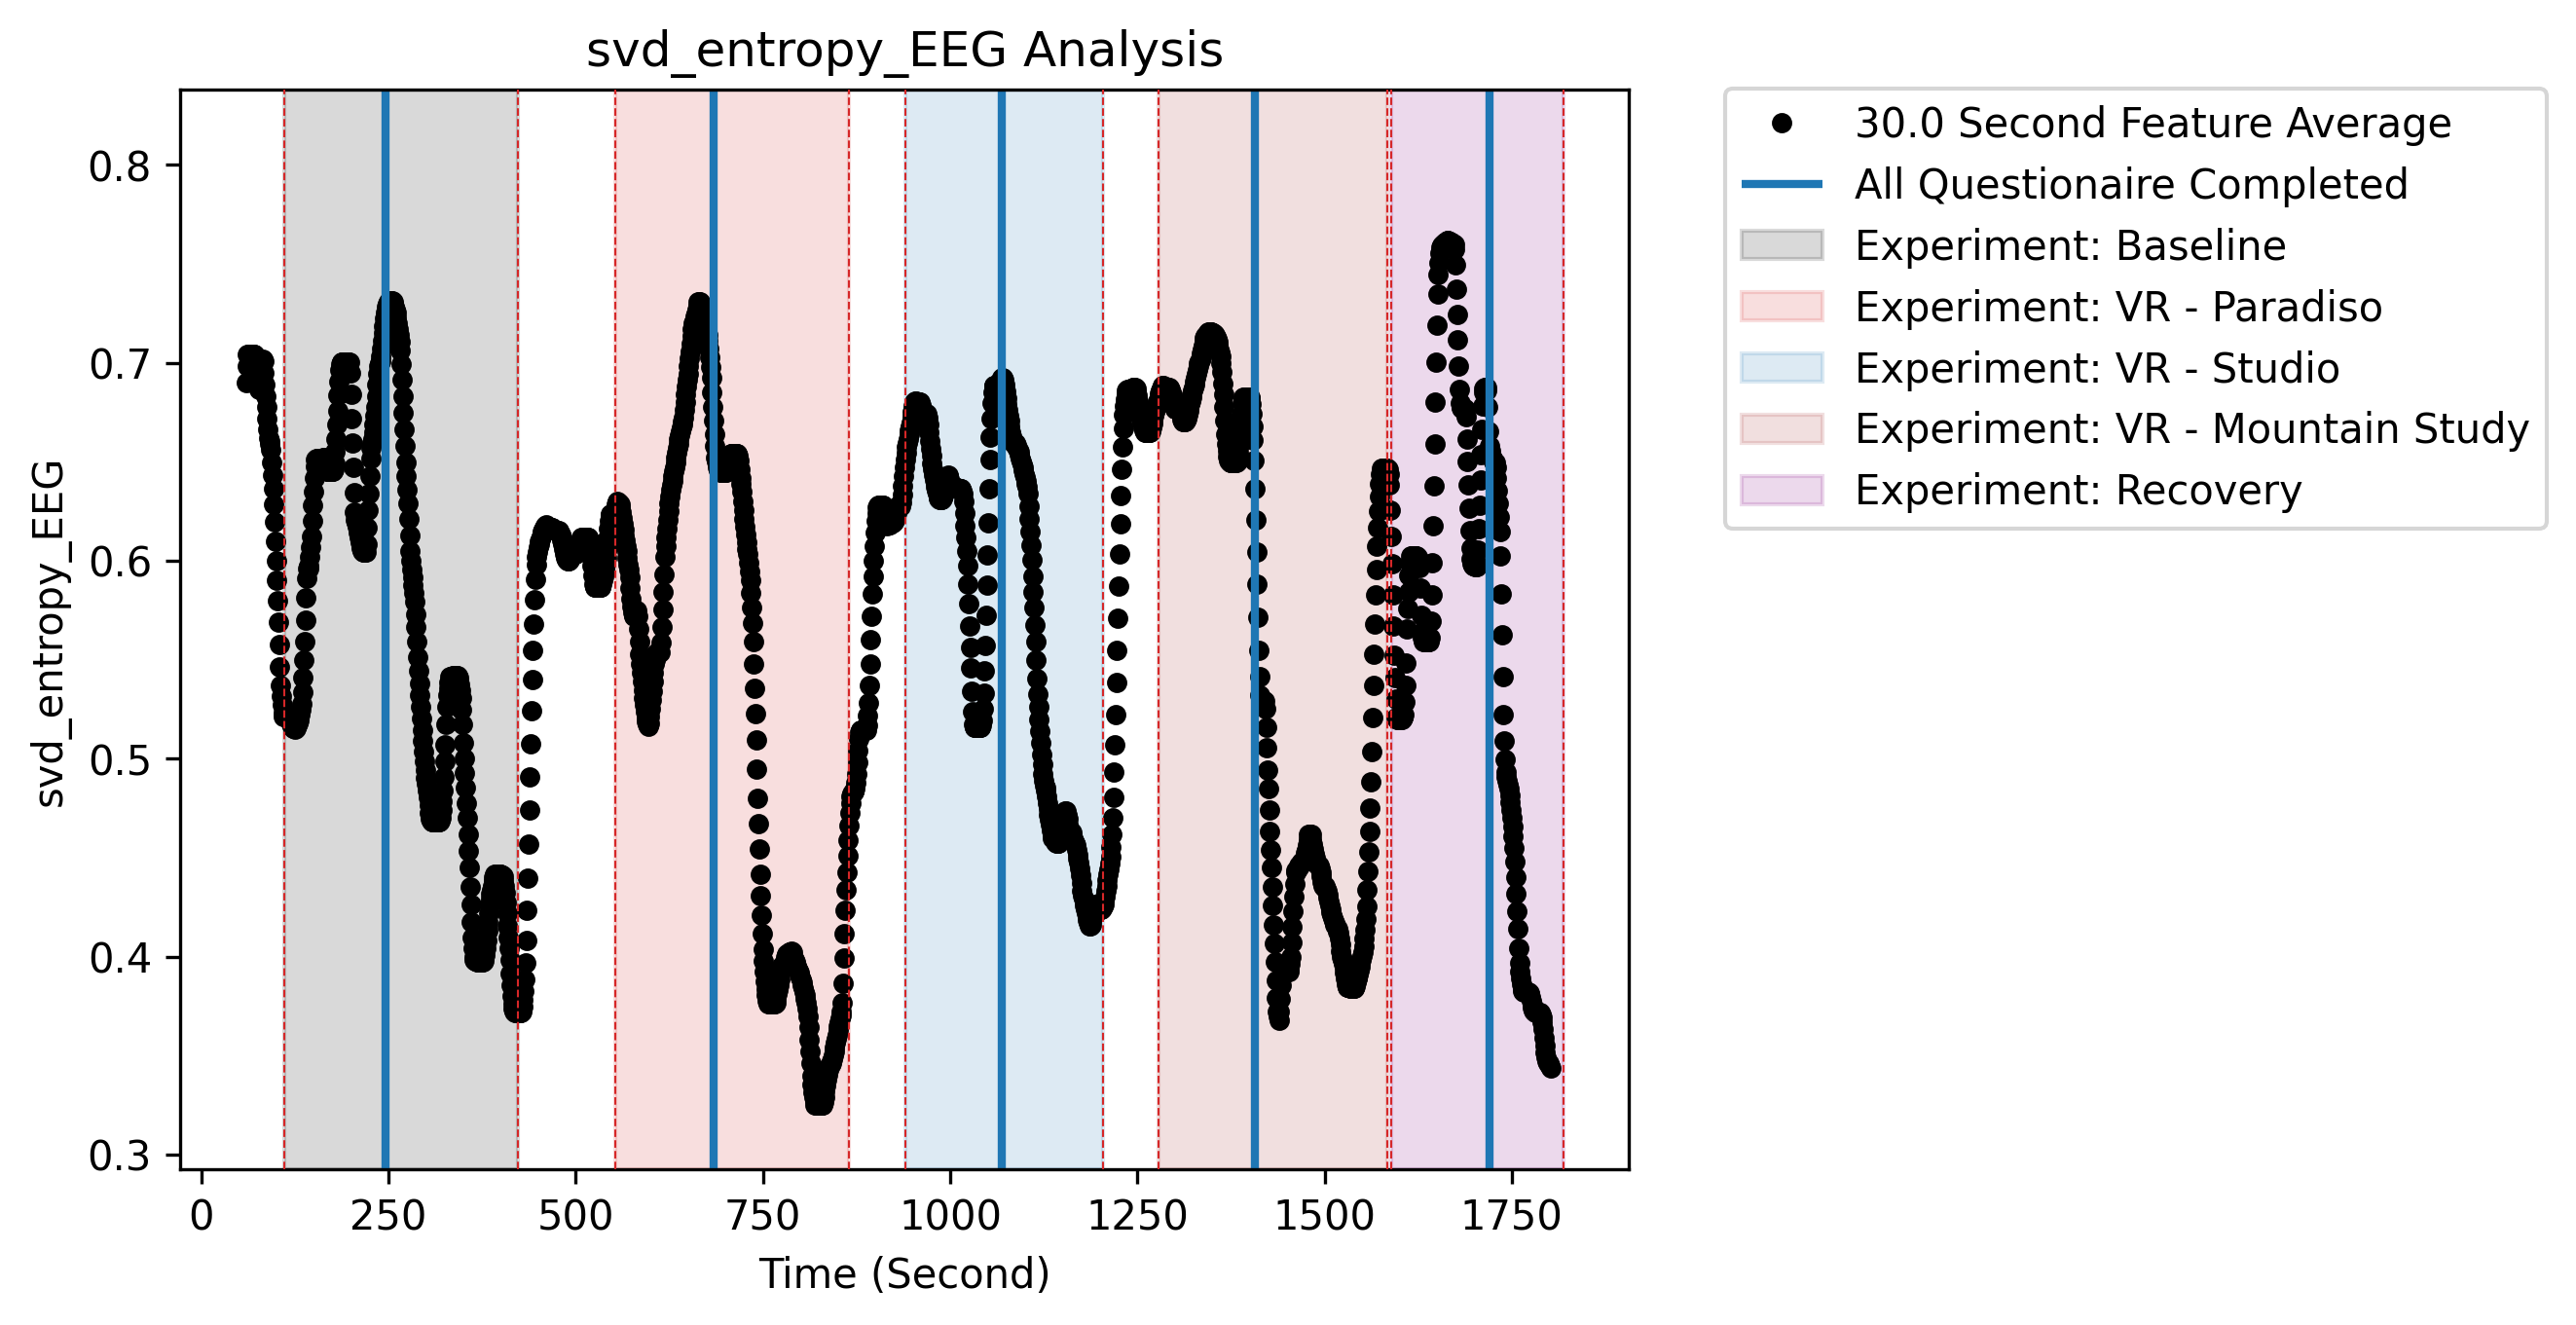 svd_entropy_EEG Analysis
svd_entropy_EEG
0.8
0.7
0.6
0.5
0.4
0.3
0 250 500 750 1000 1250 1500 1750
Time (Second)
30.0 Second Feature Average
All Questionaire Completed
Experiment: Baseline
Experiment: VR - Paradiso
Experiment: VR - Studio
Experiment: VR - Mountain Study
Experiment: Recovery